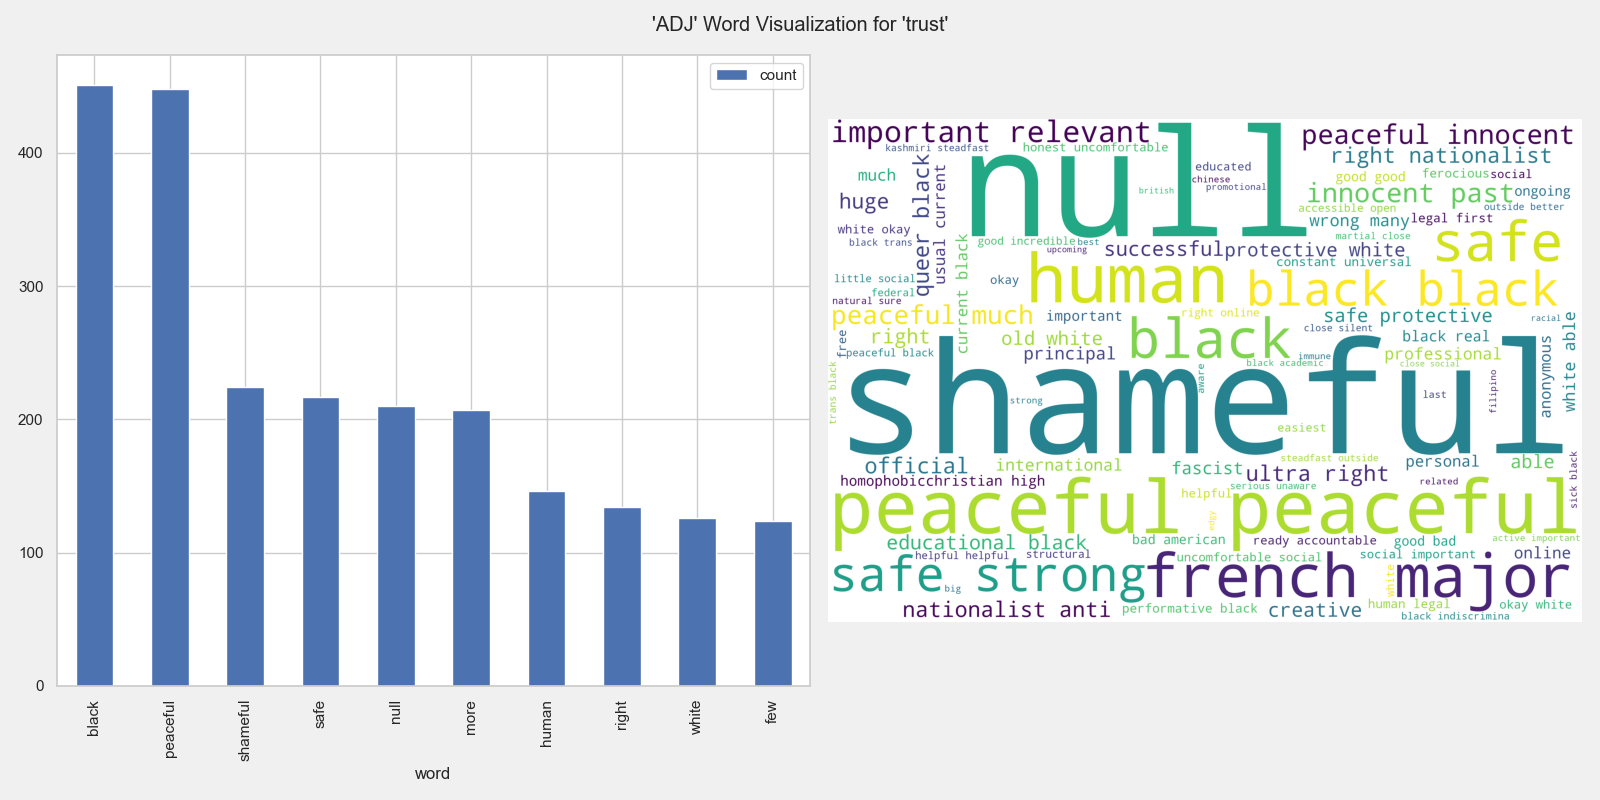 'ADJ' Word Visualization for 'trust'
count
400
300
200
100
0
black
peaceful
shameful
safe
null
more
human
right
white
few
word
important relevant
null
peaceful innocent
kashmiri steadfast
honest uncomfortable
right nationalist
much
educated
good good
ferocious
social
chinese
promotional
british
huge
queer black
usual current
innocent past
ongoing
accessible open
outside better
wrong many
legal first
white okay
black trans
good incredible
best
upcoming
successful
protective white
martial close
safe
constant universal
little social
federal
natural sure
current black
okay
human
black black
peaceful much
important
right online
safe protective
racial
free
right
old white
black
close silent
black real
peaceful black
principal
immune
black academic
professional
close social
anonymous
white able
trans black
shameful
aware
strong
last
filipino
easiest
official
international
steadfast outside
fascist
ultra right
personal
able
homophobicchristian high
serious unaware
related
sick black
peaceful peaceful
helpful
edgy
educational black
bad american
ready accountable
good bad
active important
helpful helpful
structural
uncomfortable social
social important
online
safe strong
big
french major
white
nationalist anti
performative black
creative
human legal
okay white
black indiscrimina